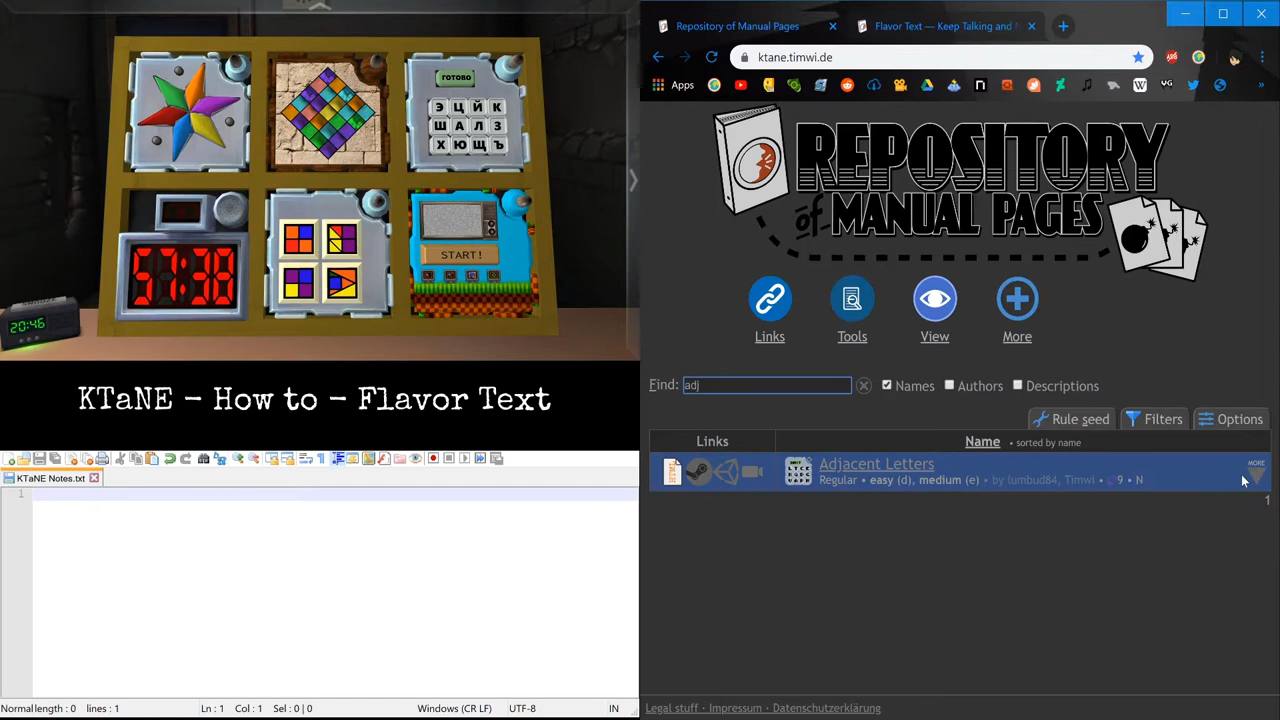 ГОТОВО
Э Ц Й К
Ш А Л З
Х Ю Щ Ъ
57:38
START!
20:46
KTaNE - How to - Flavor Text
KTaNE Notes.txt
1
Normal length : 0 lines : 1 Ln : 1 Col : 1 Sel : 0 | 0 Windows (CR LF) UTF-8 IN
Repository of Manual Pages
Flavor Text — Keep Talking and N
ktane.timwi.de
Apps
REPOSITORY
of MANUAL PAGES
Links Tools View More
Find: adj Names Authors Descriptions
Rule seed Filters Options
Links Name • sorted by name
Adjacent Letters
MORE
Regular • easy (d), medium (e) • by lumbud84, Timwi • 9 • N
1
Legal stuff · Impressum · Datenschutzerklärung